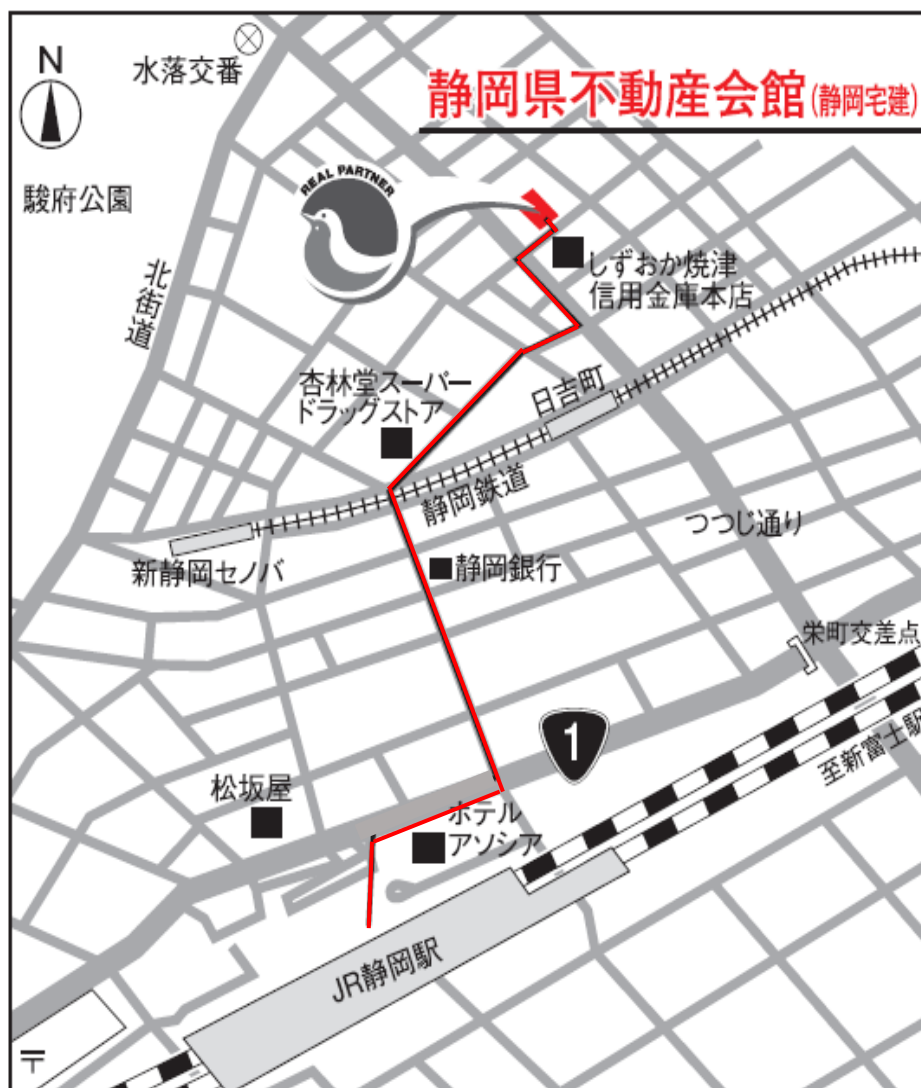 N
水落交番
静岡県不動産会館(静岡宅建)
駿府公園
REAL PARTNER
北街道
しずおか焼津
信用金庫本店
杏林堂スーパー
ドラッグストア
日吉町
静岡鉄道
つつじ通り
新静岡セノバ
静岡銀行
栄町交差点
1
至新富士駅
松坂屋
ホテル
アソシア
JR静岡駅
〒